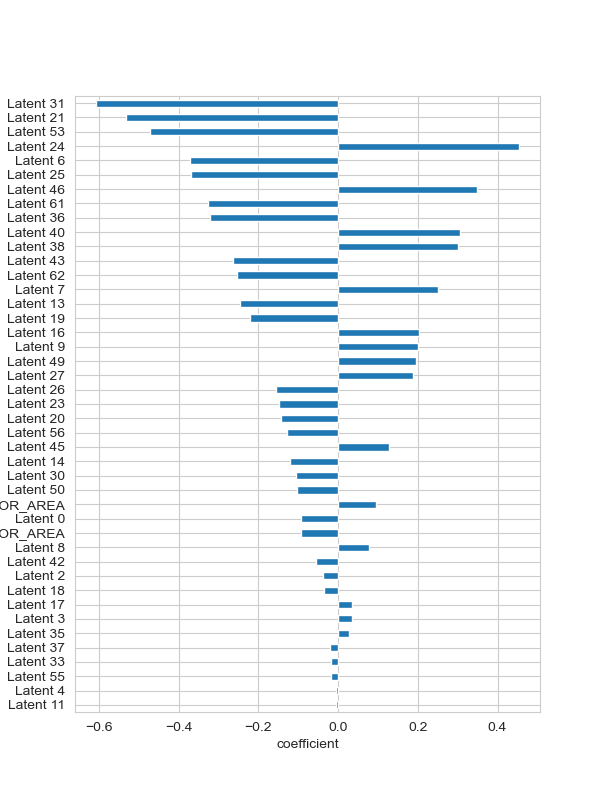 Latent 31
Latent 21
Latent 53
Latent 24
Latent 6
Latent 25
Latent 46
Latent 61
Latent 36
Latent 40
Latent 38
Latent 43
Latent 62
Latent 7
Latent 13
Latent 19
Latent 16
Latent 9
Latent 49
Latent 27
Latent 26
Latent 23
Latent 20
Latent 56
Latent 45
Latent 14
Latent 30
Latent 50
OR_AREA
Latent 0
OR_AREA
Latent 8
Latent 42
Latent 2
Latent 18
Latent 17
Latent 3
Latent 35
Latent 37
Latent 33
Latent 55
Latent 4
Latent 11
−0.6 −0.4 −0.2 0.0 0.2 0.4
coefficient